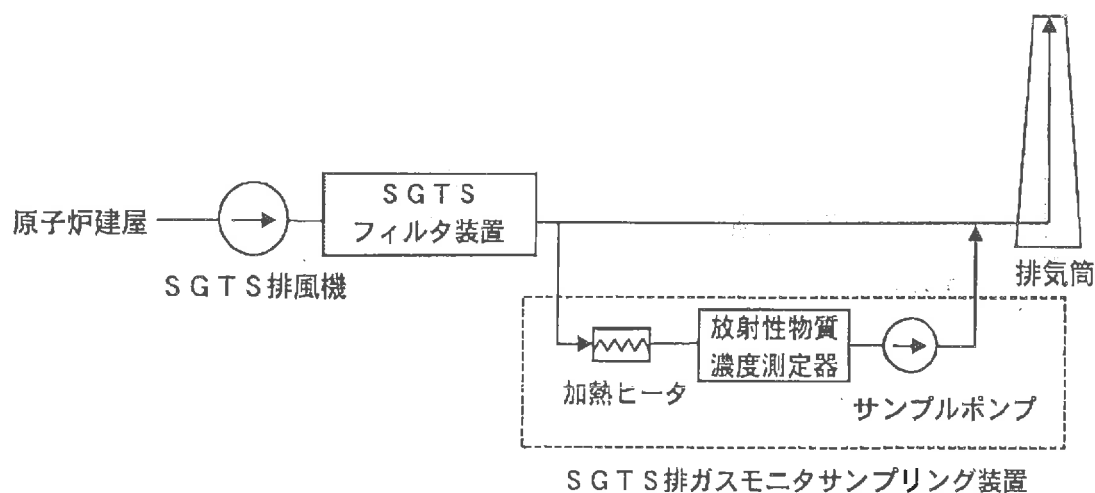 原子炉建屋
SGTS排風機
SGTS
フィルタ装置
排気筒
加熱ヒータ
放射性物質
濃度測定器
サンプルポンプ
SGTS排ガスモニタサンプリング装置